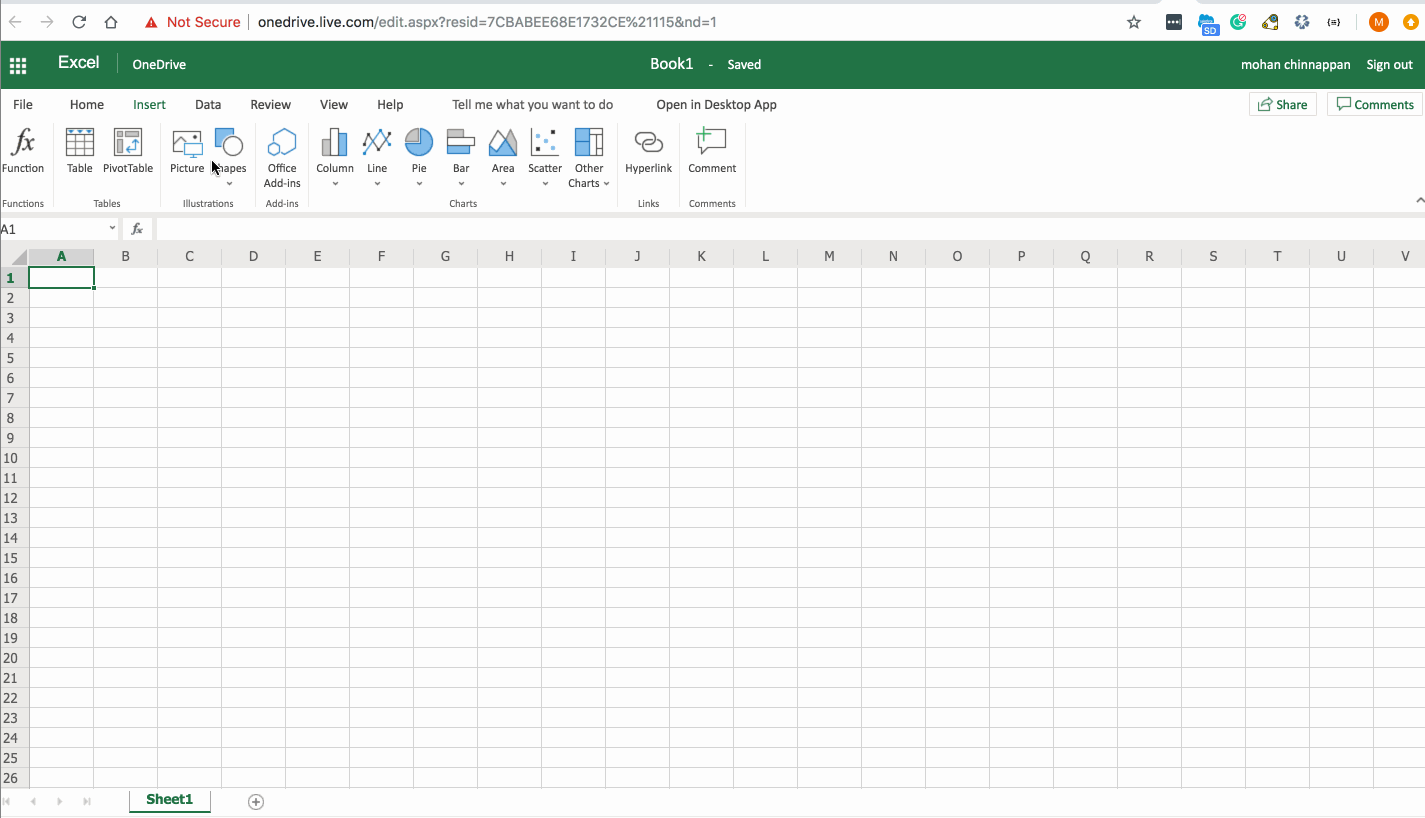 Not Secure onedrive.live.com/edit.aspx?resid=7CBABEE68E1732CE%21115&nd=1 SD {=} M
Excel OneDrive Book1 - Saved mohan chinnappan Sign out
File Home Insert Data Review View Help Tell me what you want to do Open in Desktop App Share Comments
fx
Function Table PivotTable Picture Office Column Line Pie Bar Area Scatter Other Hyperlink Comment
Add-ins Charts
Functions Tables Illustrations Add-ins Charts Links Comments
A1 fx
A B C D E F G H I J K L M N O P Q R S T U V
1
2
3
4
5
6
7
8
9
10
11
12
13
14
15
16
17
18
19
20
21
22
23
24
25
26
Sheet1